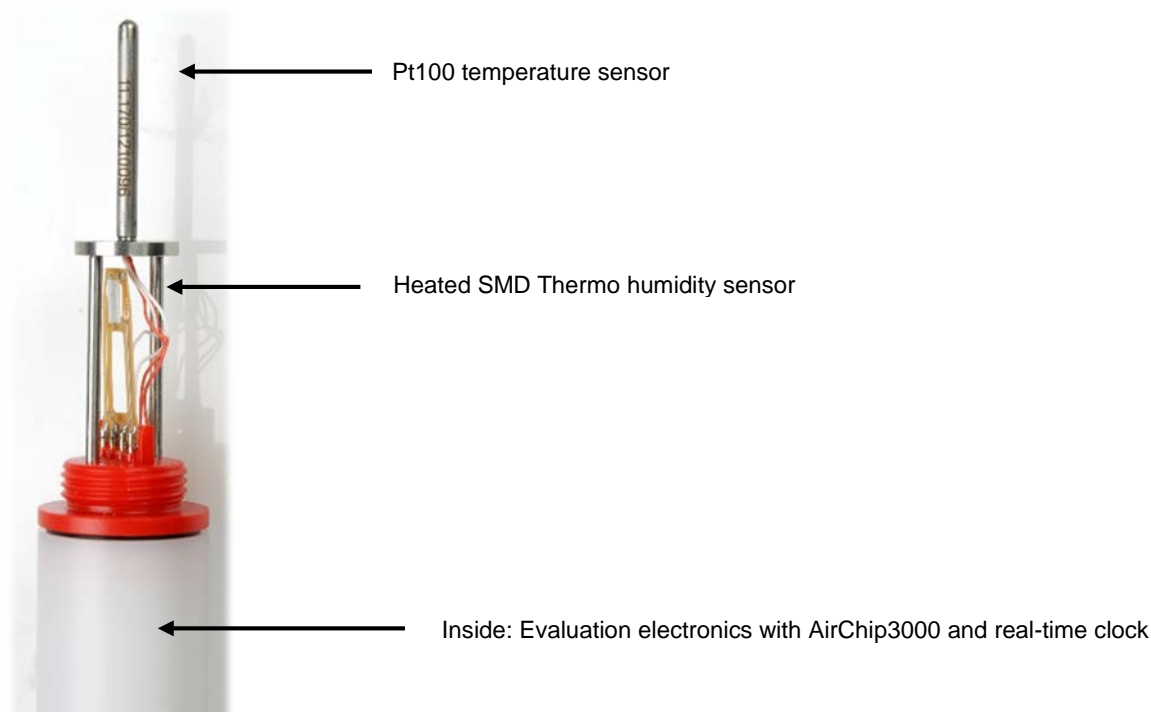 Pt100 temperature sensor
Heated SMD Thermo humidity sensor
Inside: Evaluation electronics with AirChip3000 and real-time clock